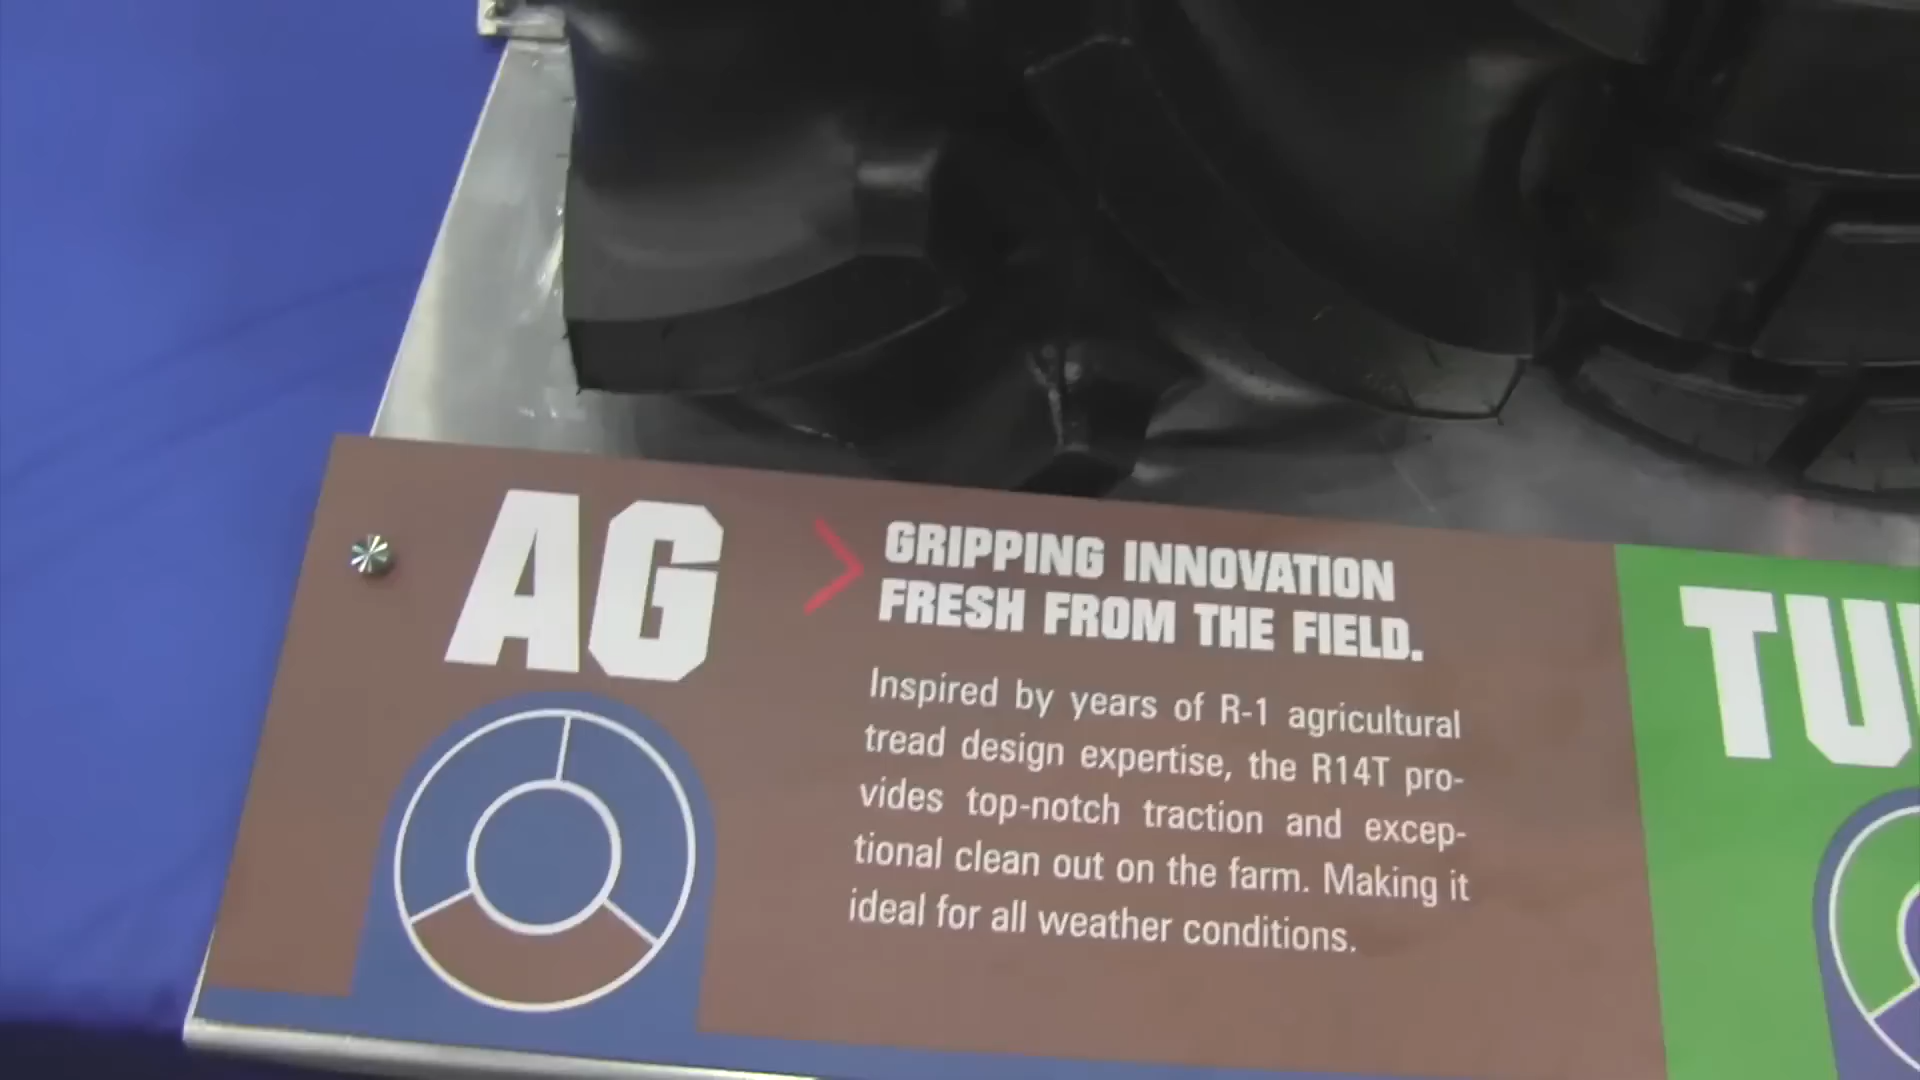 AG
GRIPPING INNOVATION
FRESH FROM THE FIELD.
Inspired by years of R-1 agricultural
tread design expertise, the R14T pro-
vides top-notch traction and excep-
tional clean out on the farm. Making it
ideal for all weather conditions.